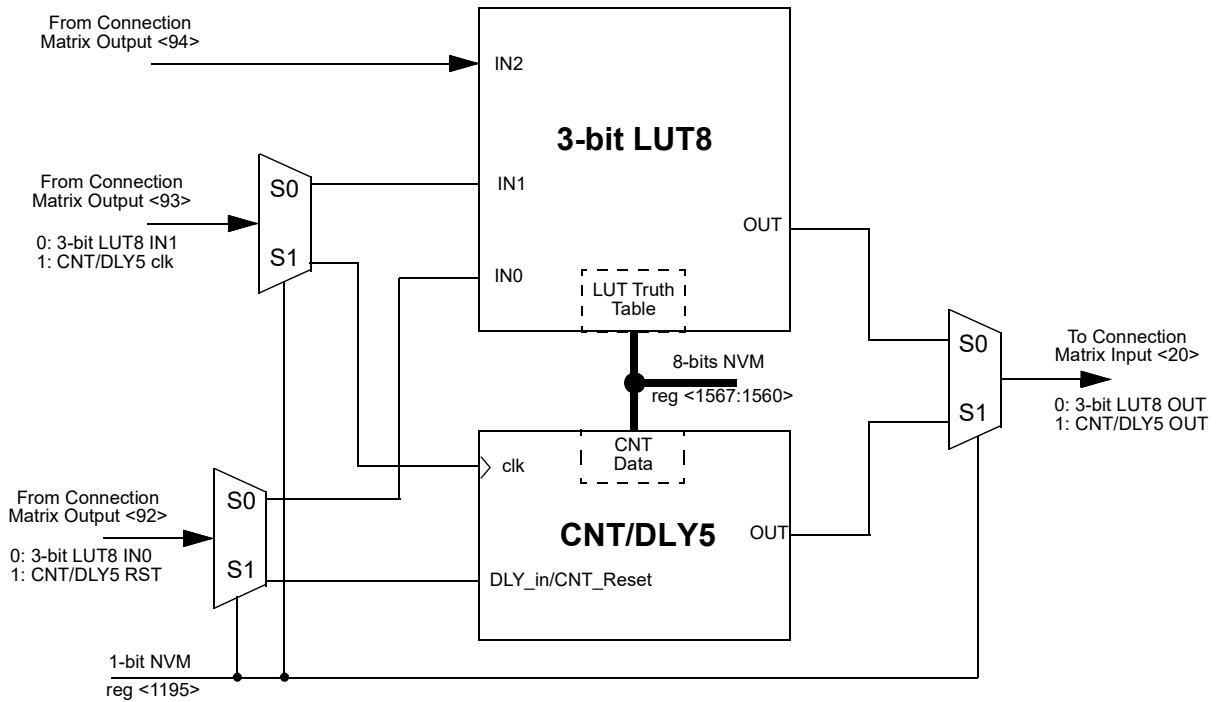 From Connection
Matrix Output <94>
IN2
3-bit LUT8
From Connection
Matrix Output <93>
S0
IN1
0: 3-bit LUT8 IN1
1: CNT/DLY5 clk
S1
OUT
IN0
LUT Truth
Table
8-bits NVM
reg <1567:1560>
S0
S1
To Connection
Matrix Input <20>
0: 3-bit LUT8 OUT
1: CNT/DLY5 OUT
CNT
Data
clk
From Connection
Matrix Output <92>
S0
CNT/DLY5
OUT
0: 3-bit LUT8 IN0
1: CNT/DLY5 RST
S1
DLY_in/CNT_Reset
1-bit NVM
reg <1195>